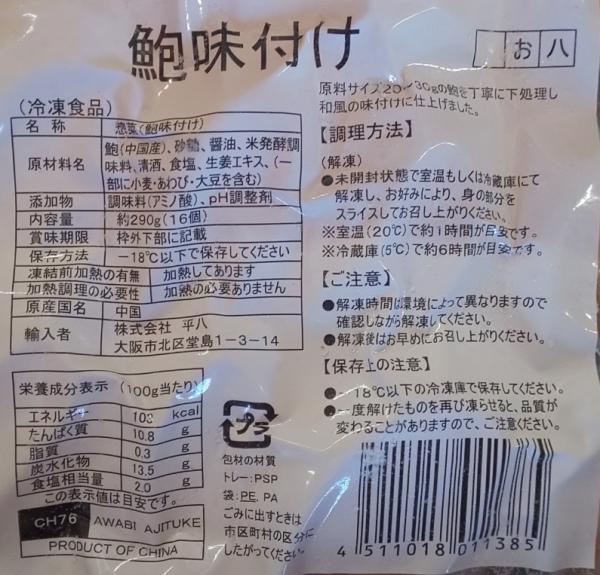 鮑味付け
お八
原料サイズ20～30gの鮑を丁寧に下処理し
和風の味付けに仕上げました。
(冷凍食品)
名 称 惣菜(鮑味付け)
原材料名 鮑(中国産)、砂糖、醤油、米発酵調
味料、清酒、食塩、生姜エキス、(一
部に小麦・あわび・大豆を含む)
添加物 調味料(アミノ酸)、pH調整剤
内容量 約290g(16個)
賞味期限 枠外下部に記載
保存方法 −18℃以下で保存してください
凍結前加熱の有無 加熱してあります
加熱調理の必要性 加熱の必要ありません
原産国名 中国
輸入者 株式会社 平八
大阪市北区堂島1−3−14
【調理方法】
(解凍)
●未開封状態で室温もしくは冷蔵庫にて
解凍し、お好みにより、身の部分を
スライスしてお召し上がりください。
※室温(20℃)で約1時間が目安です。
※冷蔵庫(5℃)で約6時間が目安です。
【ご注意】
●解凍時間は環境によって異なりますので
確認しながら解凍してください。
●解凍後はお早めにお召し上がりください。
【保存上の注意】
●−18℃以下の冷凍庫で保存してください。
●一度解けたものを再び凍らせると、品質が
変わることがありますので、ご注意ください。
栄養成分表示 (100g当たり)
エネルギー 103 kcal
たんぱく質 10.8 g
脂質 0.3 g
炭水化物 13.5 g
食塩相当量 2.0 g
この表示値は目安です。
CH76 AWABI AJITUKE
PRODUCT OF CHINA
プラ
包材の材質
トレー:PSP
袋:PE、PA
ごみに出すときは
市区町村の区分に
したがってください
4 511018 011385